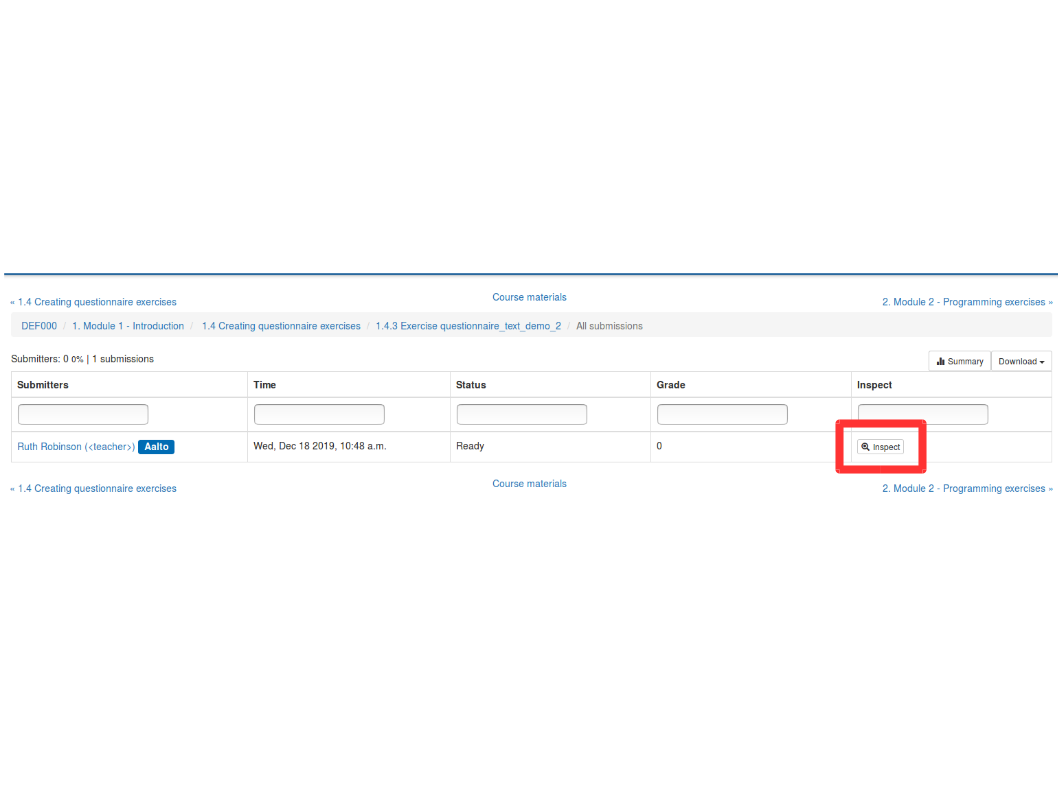 Course materials
« 1.4 Creating questionnaire exercises
2. Module 2 - Programming exercises »
DEF000 / 1. Module 1 - Introduction / 1.4 Creating questionnaire exercises / 1.4.3 Exercise questionnaire_text_demo_2 / All submissions
Submitters: 0 0% | 1 submissions
Summary Download
Submitters Time Status Grade Inspect
Ruth Robinson (<teacher>) Aalto Wed, Dec 18 2019, 10:48 a.m. Ready 0 Inspect
Course materials
« 1.4 Creating questionnaire exercises
2. Module 2 - Programming exercises »